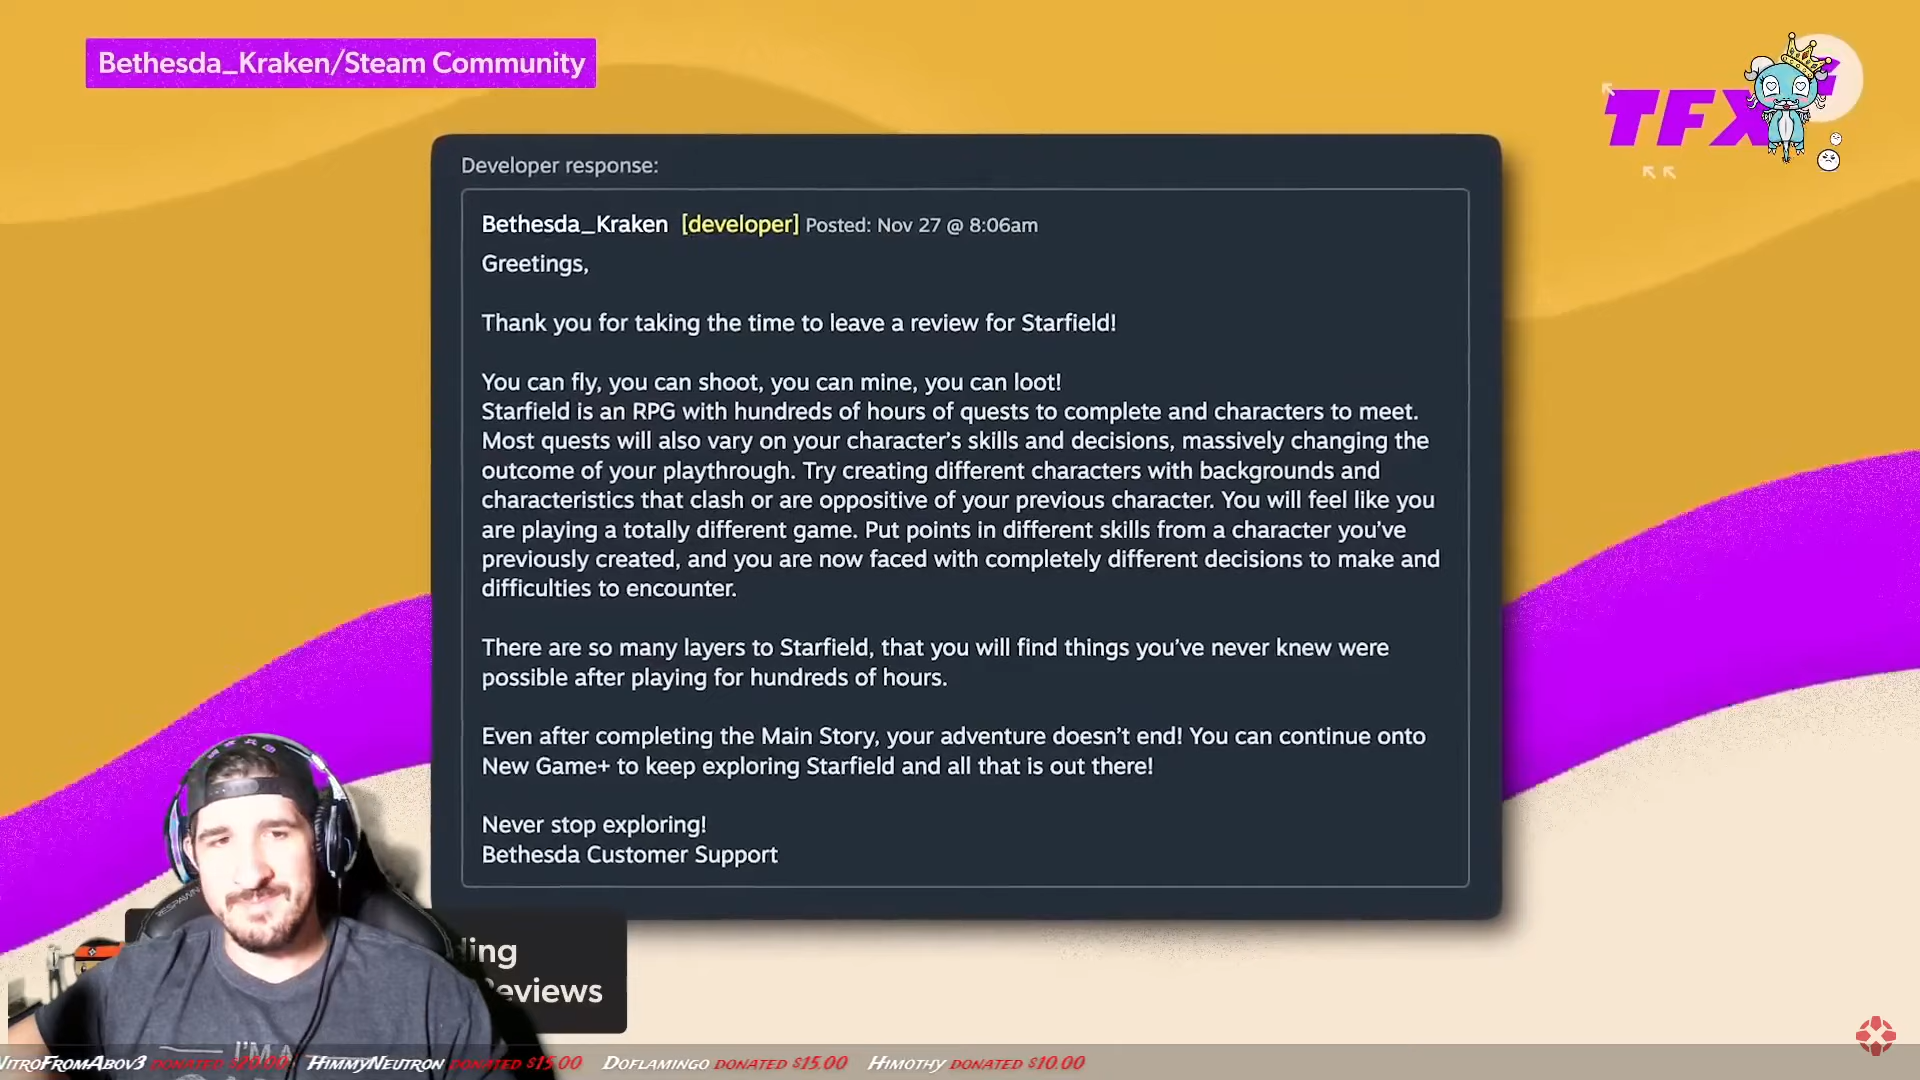 Bethesda_Kraken/Steam Community
TFX
Developer response:
Bethesda_Kraken [developer] Posted: Nov 27 @ 8:06am
Greetings,
Thank you for taking the time to leave a review for Starfield!
You can fly, you can shoot, you can mine, you can loot!
Starfield is an RPG with hundreds of hours of quests to complete and characters to meet.
Most quests will also vary on your character’s skills and decisions, massively changing the
outcome of your playthrough. Try creating different characters with backgrounds and
characteristics that clash or are oppositive of your previous character. You will feel like you
are playing a totally different game. Put points in different skills from a character you’ve
previously created, and you are now faced with completely different decisions to make and
difficulties to encounter.
There are so many layers to Starfield, that you will find things you’ve never knew were
possible after playing for hundreds of hours.
Even after completing the Main Story, your adventure doesn’t end! You can continue onto
New Game+ to keep exploring Starfield and all that is out there!
Never stop exploring!
Bethesda Customer Support
RESPAWN
ding
eviews
I'M A
NitroFromAbov3 donated $20.00 HimmyNeutron donated $15.00 Doflamingo donated $15.00 Himothy donated $10.00